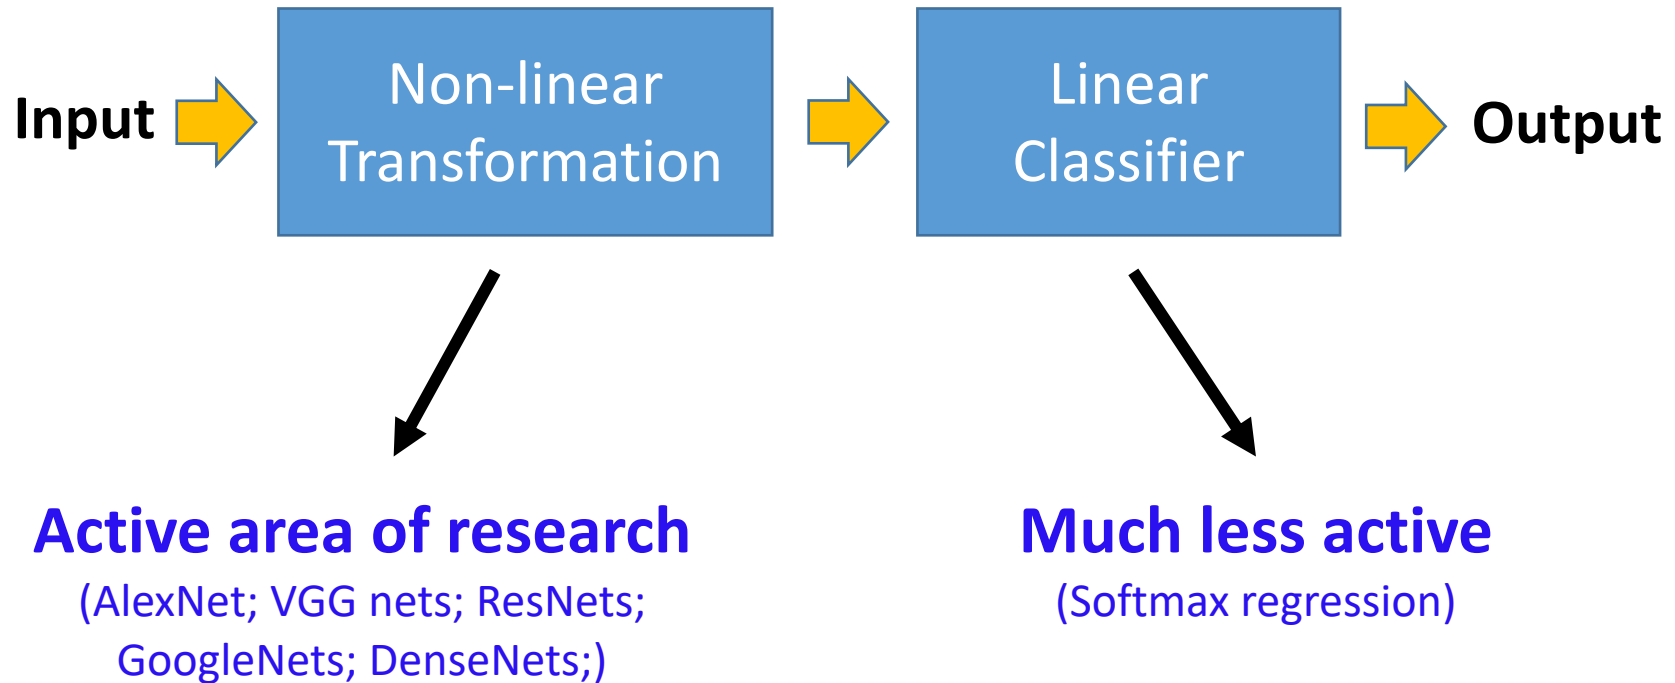 Input
Non-linear
Transformation
Linear
Classifier
Output
Active area of research
(AlexNet; VGG nets; ResNets;
GoogleNets; DenseNets;)
Much less active
(Softmax regression)